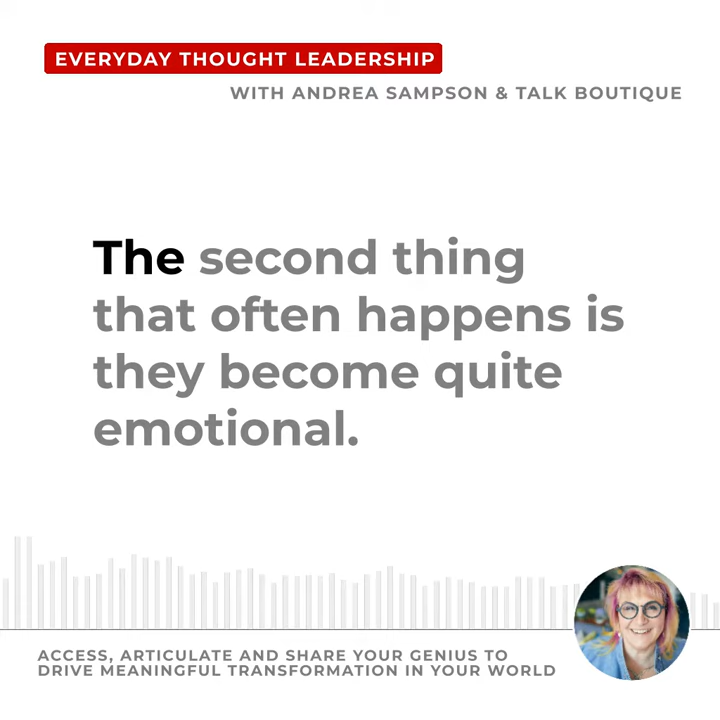 EVERYDAY THOUGHT LEADERSHIP
WITH ANDREA SAMPSON & TALK BOUTIQUE
The second thing
that often happens is
they become quite
emotional.
ACCESS, ARTICULATE AND SHARE YOUR GENIUS TO
DRIVE MEANINGFUL TRANSFORMATION IN YOUR WORLD